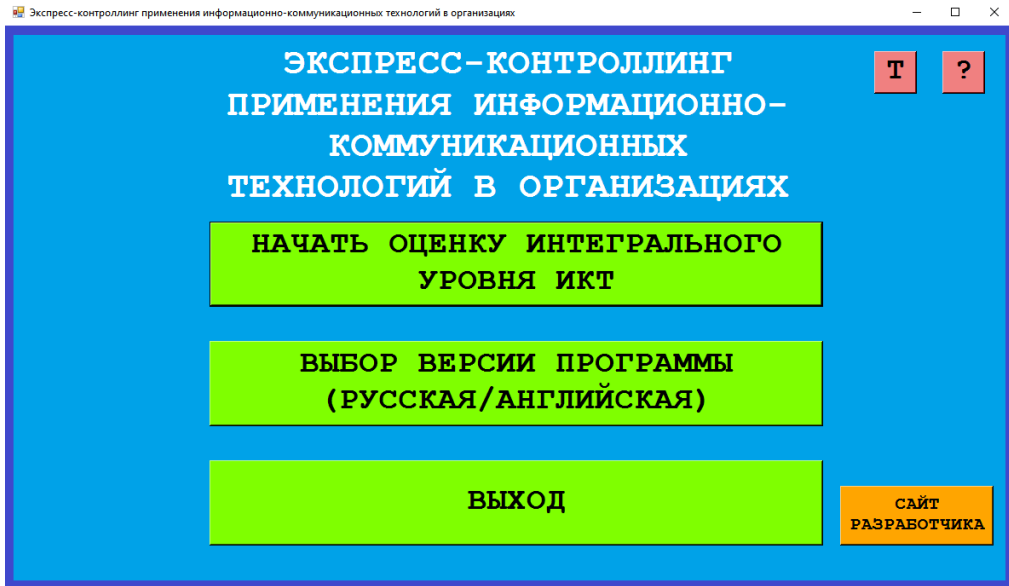 Экспресс-контроллинг применения информационно-коммуникационных технологий в организациях
ЭКСПРЕСС-КОНТРОЛЛИНГ
ПРИМЕНЕНИЯ ИНФОРМАЦИОННО-
КОММУНИКАЦИОННЫХ
ТЕХНОЛОГИЙ В ОРГАНИЗАЦИЯХ
Т
?
НАЧАТЬ ОЦЕНКУ ИНТЕГРАЛЬНОГО
УРОВНЯ ИКТ
ВЫБОР ВЕРСИИ ПРОГРАММЫ
(РУССКАЯ/АНГЛИЙСКАЯ)
ВЫХОД
САЙТ
РАЗРАБОТЧИКА